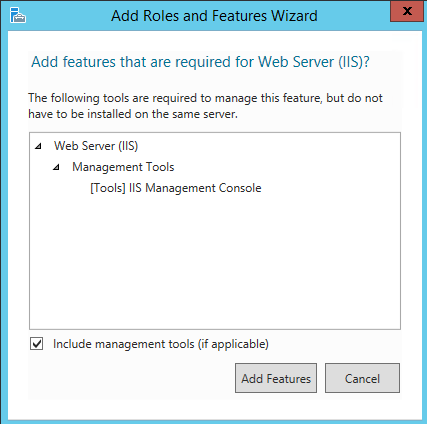 Add Roles and Features Wizard
x
Add features that are required for Web Server (IIS)?
The following tools are required to manage this feature, but do not
have to be installed on the same server.
Web Server (IIS)
Management Tools
[Tools] IIS Management Console
Include management tools (if applicable)
Add Features Cancel